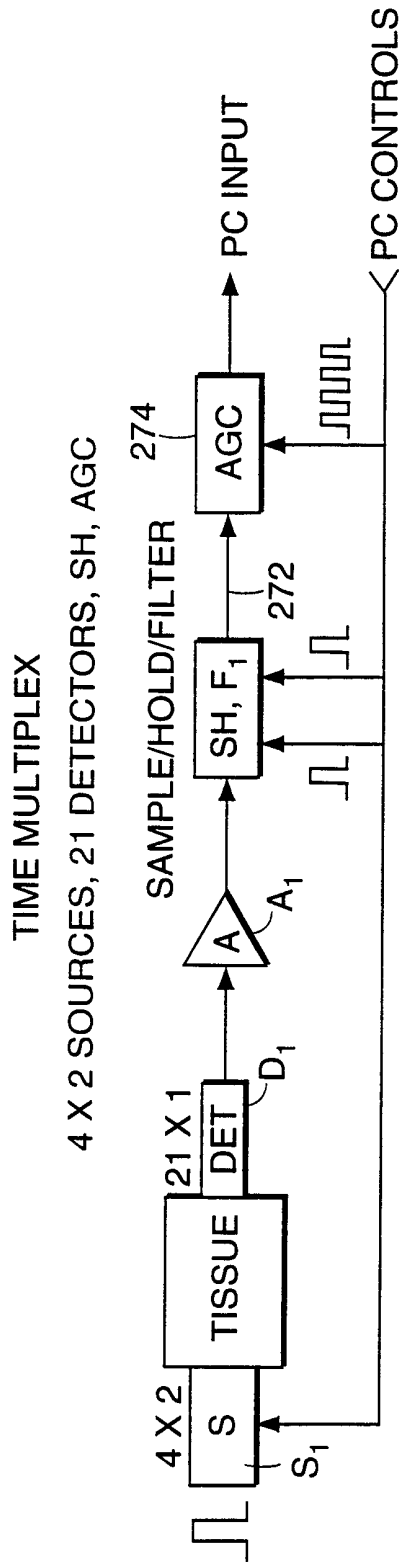 TIME MULTIPLEX
4 X 2 SOURCES, 21 DETECTORS, SH, AGC
4 X 2
S
S1
TISSUE
21 X 1
DET
D1
A
A1
SAMPLE/HOLD/FILTER
SH, F1
272
274
AGC
PC INPUT
PC CONTROLS